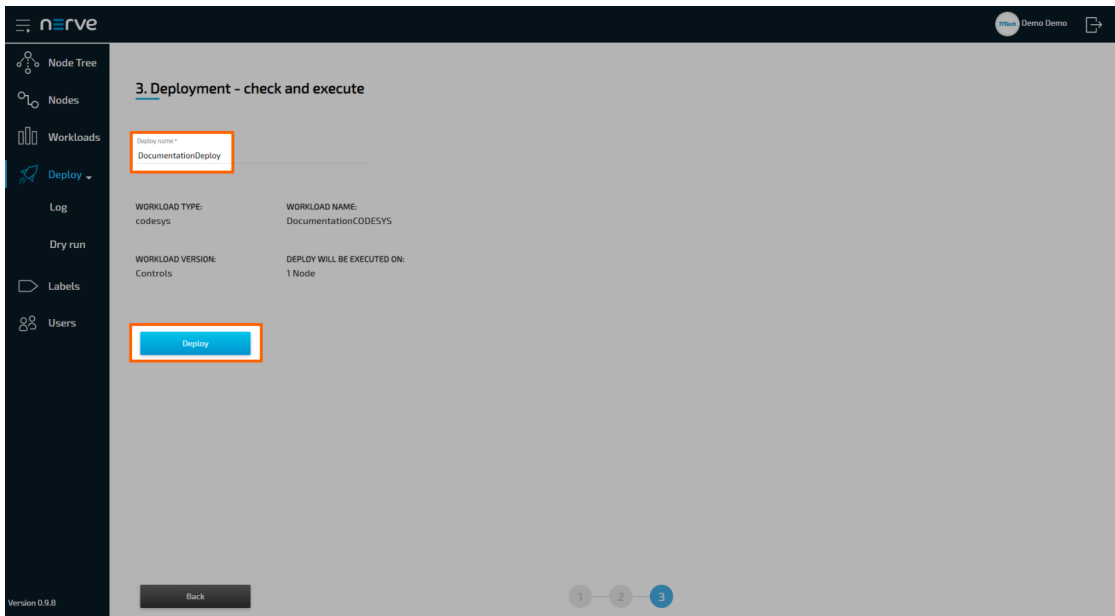 nerve
TTTech Demo Demo
Node Tree
Nodes
Workloads
Deploy
Log
Dry run
Labels
Users
Version 0.9.8
3. Deployment - check and execute
Deploy name *
DocumentationDeploy
WORKLOAD TYPE: WORKLOAD NAME:
codesys DocumentationCODESYS
WORKLOAD VERSION: DEPLOY WILL BE EXECUTED ON:
Controls 1 Node
Deploy
Back 1 2 3